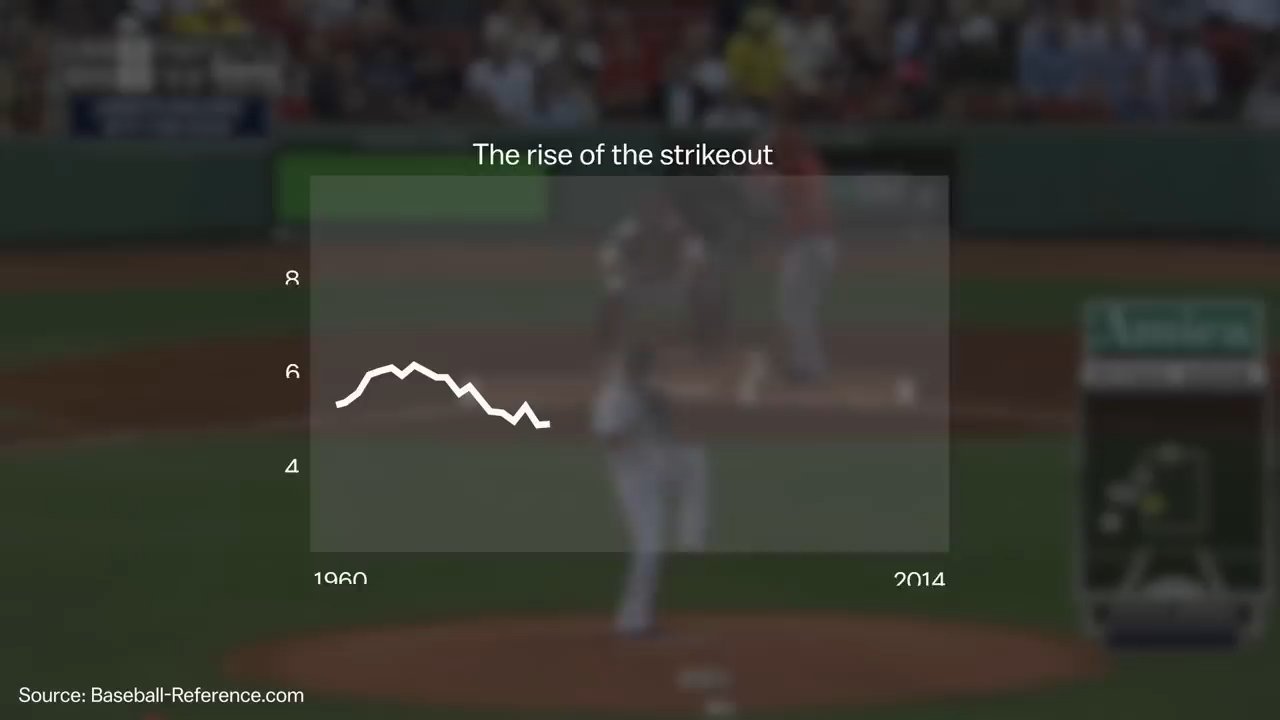 The rise of the strikeout
8
6
4
1960
2014
Source: Baseball-Reference.com